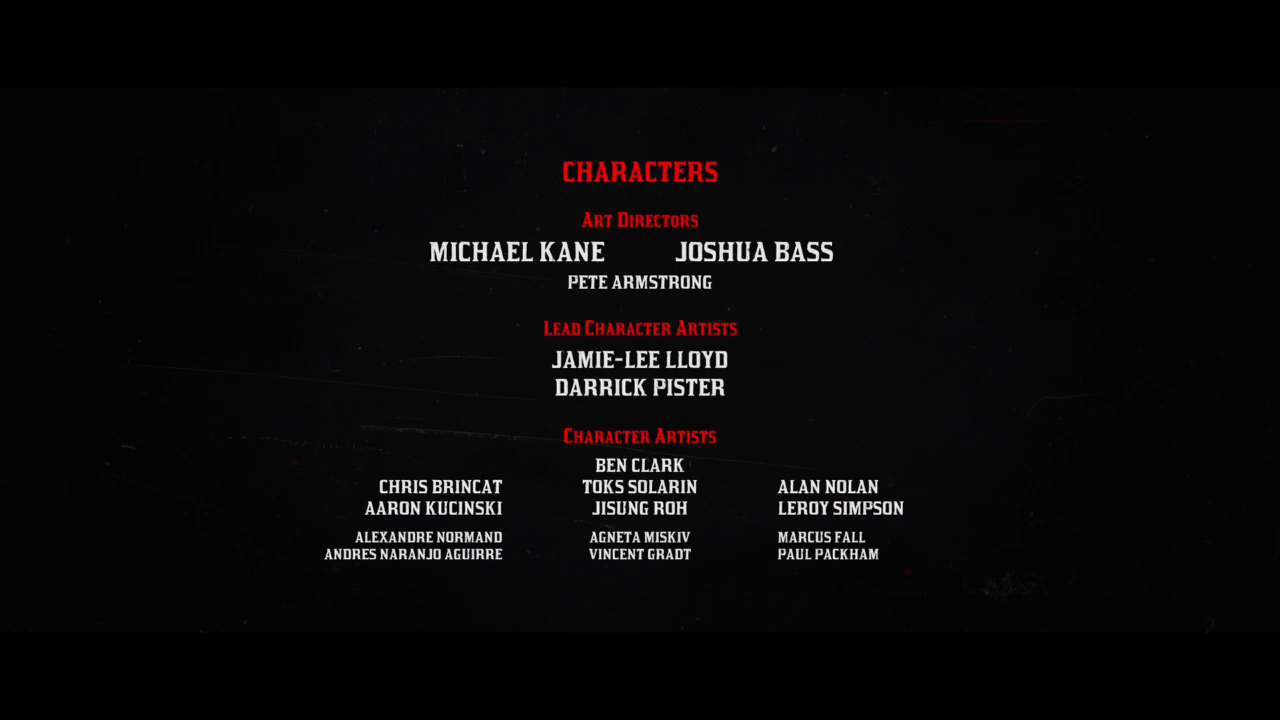 CHARACTERS
ART DIRECTORS
MICHAEL KANE JOSHUA BASS
PETE ARMSTRONG
LEAD CHARACTER ARTISTS
JAMIE-LEE LLOYD
DARRICK PISTER
CHARACTER ARTISTS
BEN CLARK
CHRIS BRINCAT TOKS SOLARIN ALAN NOLAN
AARON KUCINSKI JISUNG ROH LEROY SIMPSON
ALEXANDRE NORMAND AGNETA MISKIV MARCUS FALL
ANDRES NARANJO AGUIRRE VINCENT GRADT PAUL PACKHAM